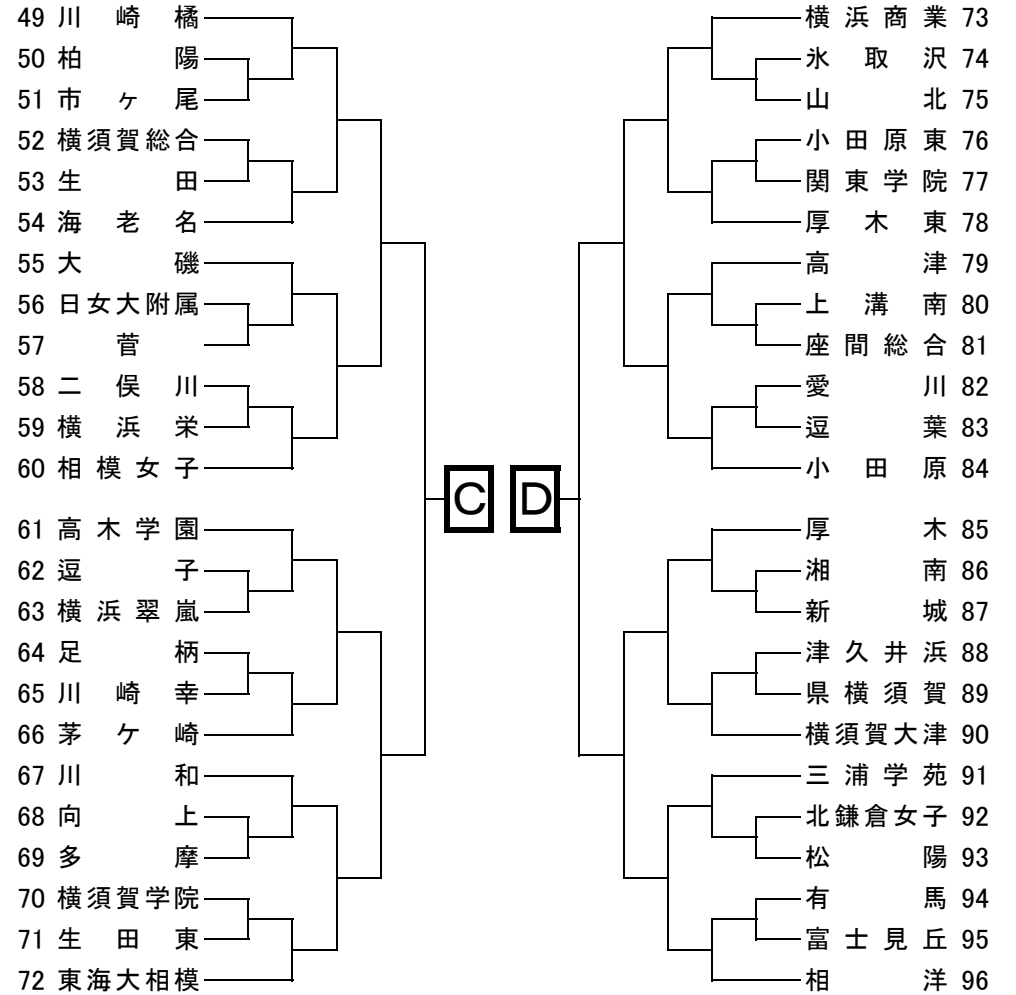 49 川崎橘
50 柏陽
51 市ヶ尾
52 横須賀総合
53 生田
54 海老名
55 大磯
56 日女大附属
57 菅
58 二俣川
59 横浜栄
60 相模女子
61 高木学園
62 逗子
63 横浜翠嵐
64 足柄
65 川崎幸
66 茅ケ崎
67 川和
68 向上
69 多摩
70 横須賀学院
71 生田東
72 東海大相模
C
D
横浜商業 73
氷取沢 74
山北 75
小田原東 76
関東学院 77
厚木東 78
高津 79
上溝南 80
座間総合 81
愛川 82
逗葉 83
小田原 84
厚木 85
湘南 86
新城 87
津久井浜 88
県横須賀 89
横須賀大津 90
三浦学苑 91
北鎌倉女子 92
松陽 93
有馬 94
富士見丘 95
相洋 96